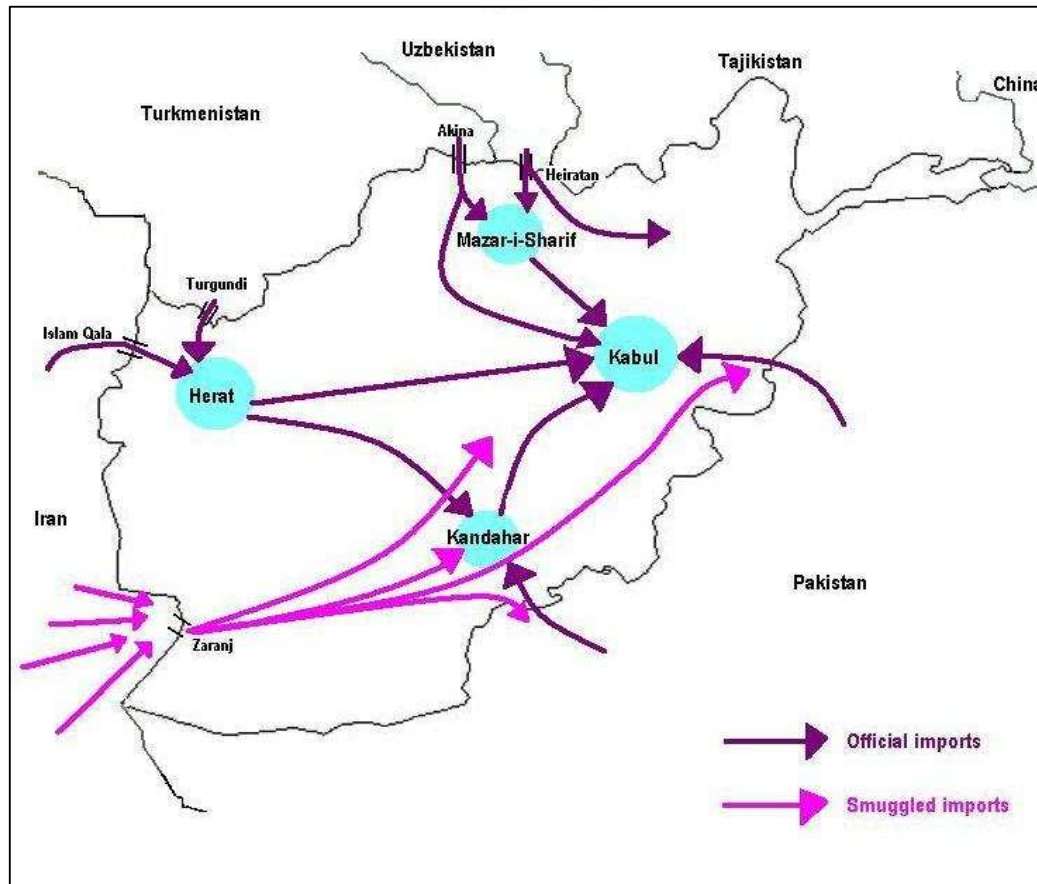 Uzbekistan
Tajikistan
China
Turkmenistan
Akina
Heiratan
Mazar-i-Sharif
Turgundi
Islam Qala
Kabul
Herat
Iran
Kandahar
Pakistan
Zaranj
Official imports
Smuggled imports